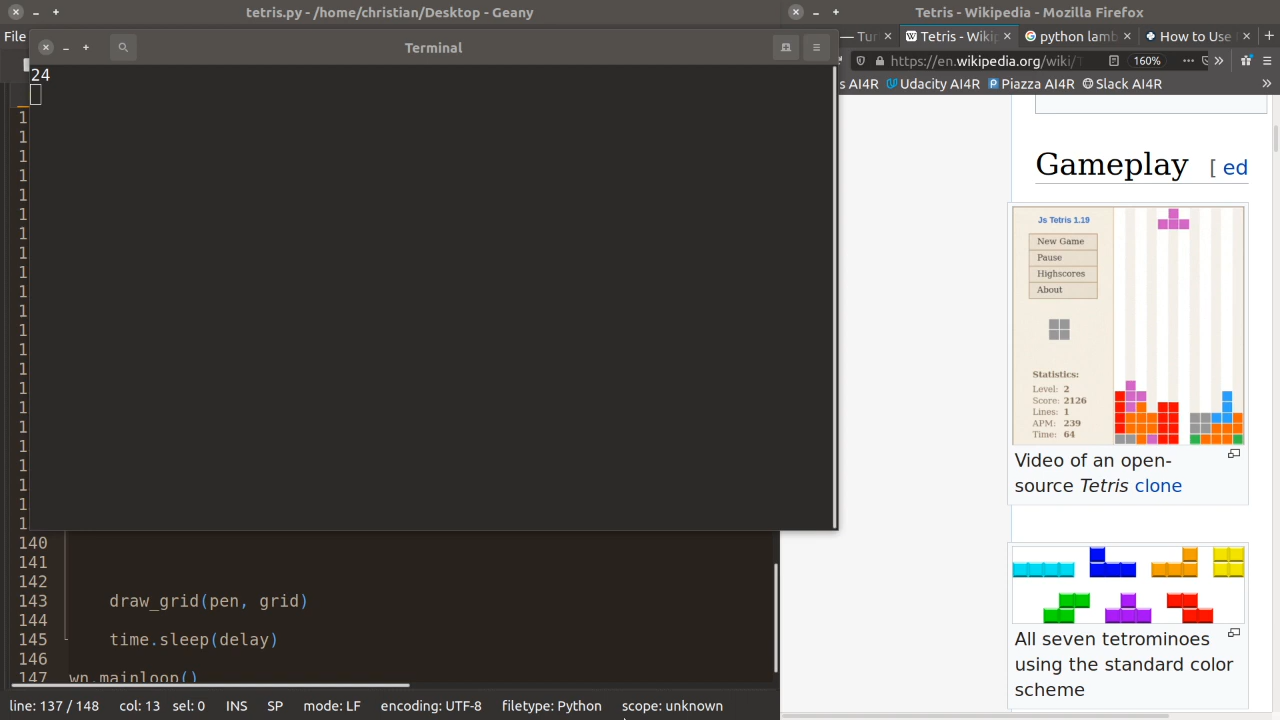 tetris.py - /home/christian/Desktop - Geany
File
Terminal
24
140
141
142
143 draw_grid(pen, grid)
144
145 time.sleep(delay)
146
147 wn.mainloop()
line: 137 / 148 col: 13 sel: 0 INS SP mode: LF encoding: UTF-8 filetype: Python scope: unknown
Tetris - Wikipedia - Mozilla Firefox
Tetris - Wiki python lamb How to Use
https://en.wikipedia.org/wiki/ 160%
s AI4R Udacity AI4R Piazza AI4R Slack AI4R
Gameplay [ ed
Js Tetris 1.19
New Game
Pause
Highscores
About
Statistics:
Level: 2
Score: 2126
Lines: 1
APM: 239
Time: 64
Video of an open-
source Tetris clone
All seven tetrominoes
using the standard color
scheme